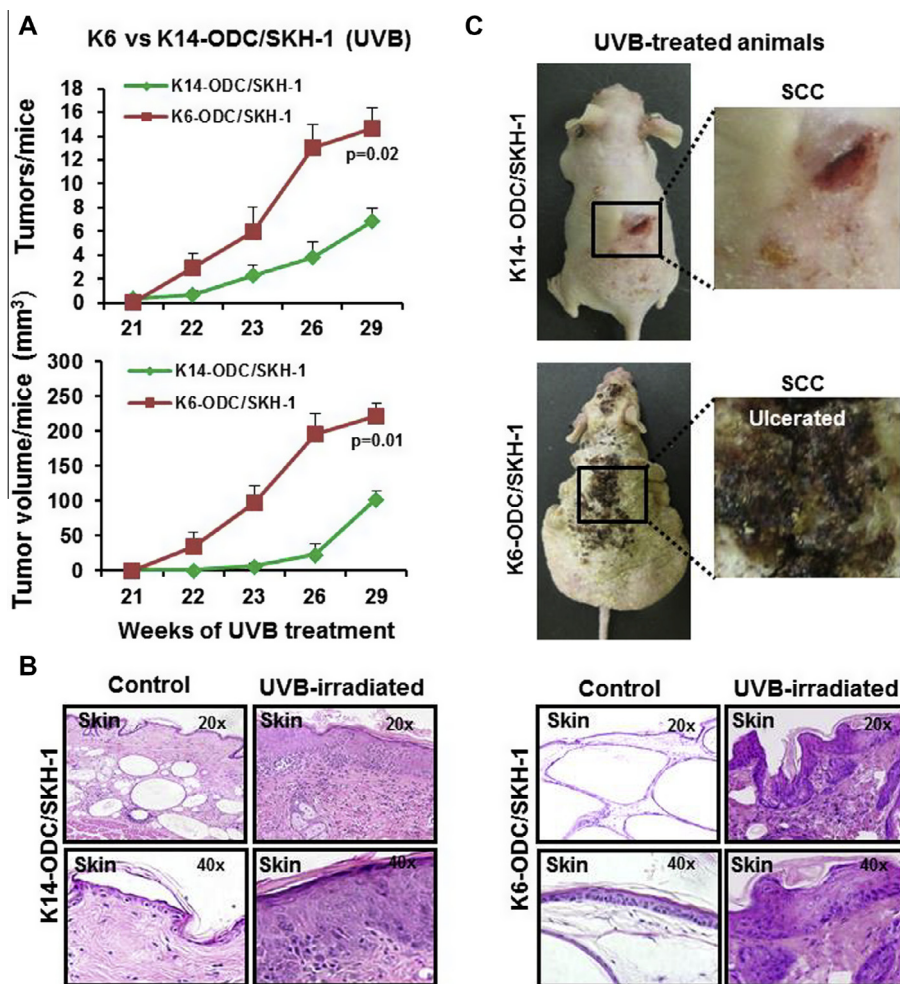 A
K6 vs K14-ODC/SKH-1 (UVB)
Tumors/mice
18
16
14
12
10
8
6
4
2
0
K14-ODC/SKH-1
K6-ODC/SKH-1
p=0.02
21 22 23 26 29
Tumor volume/mice (mm³)
300
250
200
150
100
50
0
K14-ODC/SKH-1
K6-ODC/SKH-1
p=0.01
21 22 23 26 29
Weeks of UVB treatment
C
UVB-treated animals
K14- ODC/SKH-1
SCC
K6-ODC/SKH-1
SCC
Ulcerated
B
Control UVB-irradiated
K14-ODC/SKH-1
Skin 20x
Skin 20x
Skin 40x
Skin 40x
Control UVB-irradiated
K6-ODC/SKH-1
Skin 20x
Skin 20x
Skin 40x
Skin 40x